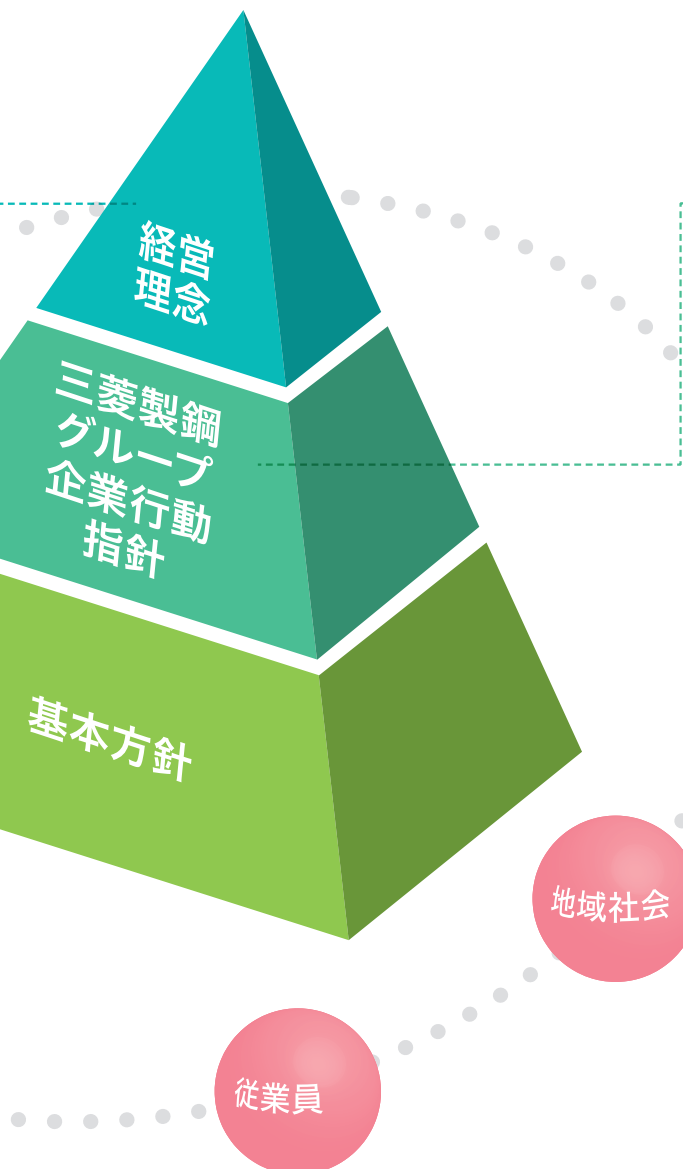 経営
理念
三菱製鋼
グループ
企業行動
指針
基本方針
地域社会
従業員